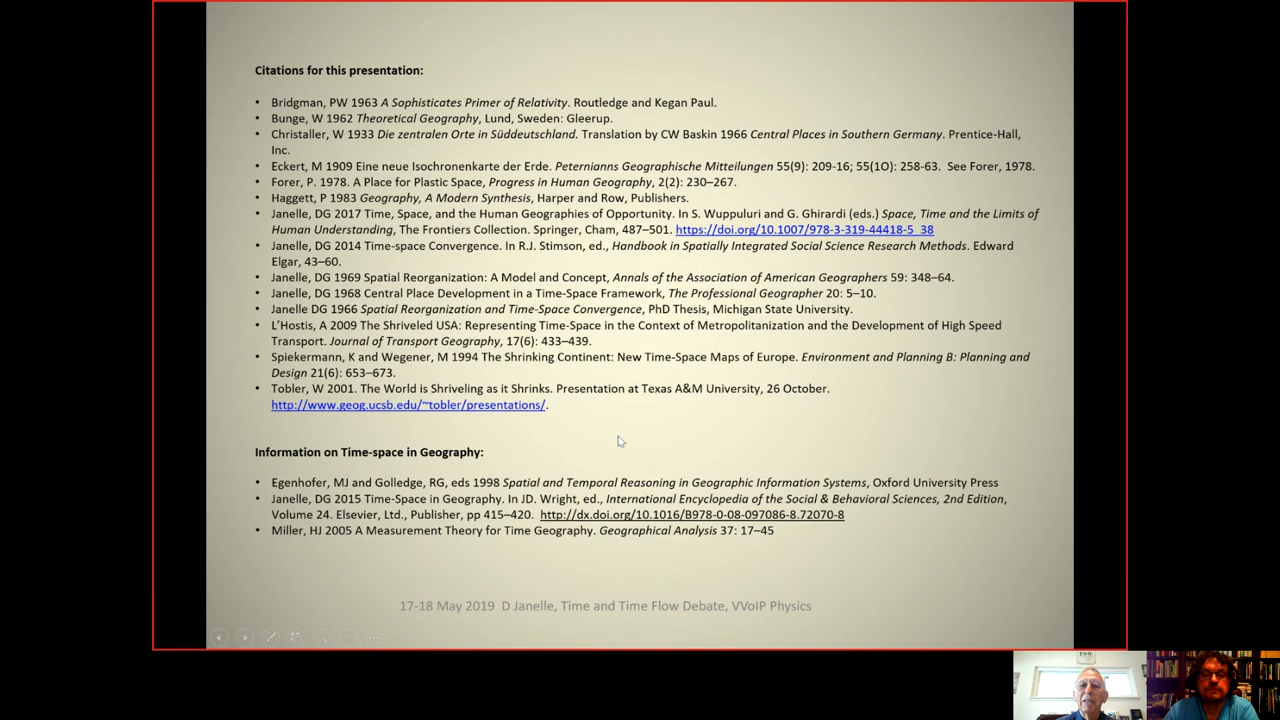 Citations for this presentation:
• Bridgman, PW 1963 A Sophisticates Primer of Relativity. Routledge and Kegan Paul.
• Bunge, W 1962 Theoretical Geography, Lund, Sweden: Gleerup.
• Christaller, W 1933 Die zentralen Orte in Süddeutschland. Translation by CW Baskin 1966 Central Places in Southern Germany. Prentice-Hall,
Inc.
• Eckert, M 1909 Eine neue Isochronenkarte der Erde. Peternianns Geographische Mitteilungen 55(9): 209-16; 55(1O): 258-63. See Forer, 1978.
• Forer, P. 1978. A Place for Plastic Space, Progress in Human Geography, 2(2): 230–267.
• Haggett, P 1983 Geography, A Modern Synthesis, Harper and Row, Publishers.
• Janelle, DG 2017 Time, Space, and the Human Geographies of Opportunity. In S. Wuppuluri and G. Ghirardi (eds.) Space, Time and the Limits of
Human Understanding, The Frontiers Collection. Springer, Cham, 487–501. https://doi.org/10.1007/978-3-319-44418-5_38
• Janelle, DG 2014 Time-space Convergence. In R.J. Stimson, ed., Handbook in Spatially Integrated Social Science Research Methods. Edward
Elgar, 43–60.
• Janelle, DG 1969 Spatial Reorganization: A Model and Concept, Annals of the Association of American Geographers 59: 348–64.
• Janelle, DG 1968 Central Place Development in a Time-Space Framework, The Professional Geographer 20: 5–10.
• Janelle DG 1966 Spatial Reorganization and Time-Space Convergence, PhD Thesis, Michigan State University.
• L’Hostis, A 2009 The Shriveled USA: Representing Time-Space in the Context of Metropolitanization and the Development of High Speed
Transport. Journal of Transport Geography, 17(6): 433–439.
• Spiekermann, K and Wegener, M 1994 The Shrinking Continent: New Time-Space Maps of Europe. Environment and Planning B: Planning and
Design 21(6): 653–673.
• Tobler, W 2001. The World is Shriveling as it Shrinks. Presentation at Texas A&M University, 26 October.
http://www.geog.ucsb.edu/~tobler/presentations/.
Information on Time-space in Geography:
• Egenhofer, MJ and Golledge, RG, eds 1998 Spatial and Temporal Reasoning in Geographic Information Systems, Oxford University Press
• Janelle, DG 2015 Time-Space in Geography. In JD. Wright, ed., International Encyclopedia of the Social & Behavioral Sciences, 2nd Edition,
Volume 24. Elsevier, Ltd., Publisher, pp 415–420. http://dx.doi.org/10.1016/B978-0-08-097086-8.72070-8
• Miller, HJ 2005 A Measurement Theory for Time Geography. Geographical Analysis 37: 17–45
17-18 May 2019 D Janelle, Time and Time Flow Debate, VVoIP Physics